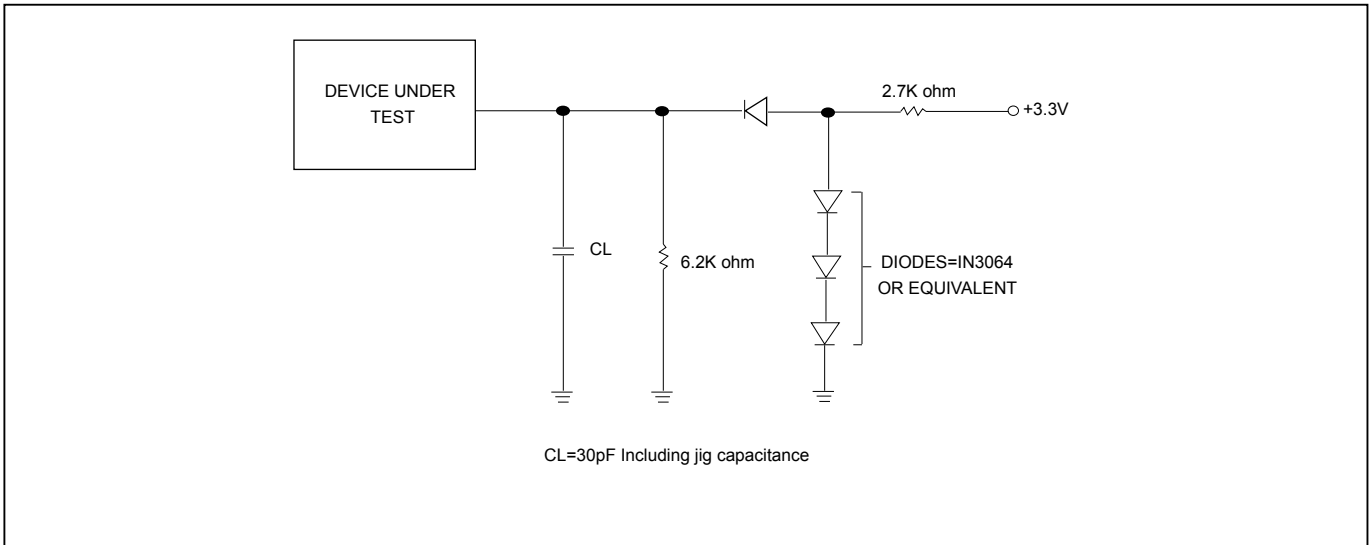 DEVICE UNDER
TEST
2.7K ohm
+3.3V
CL
6.2K ohm
DIODES=IN3064
OR EQUIVALENT
CL=30pF Including jig capacitance